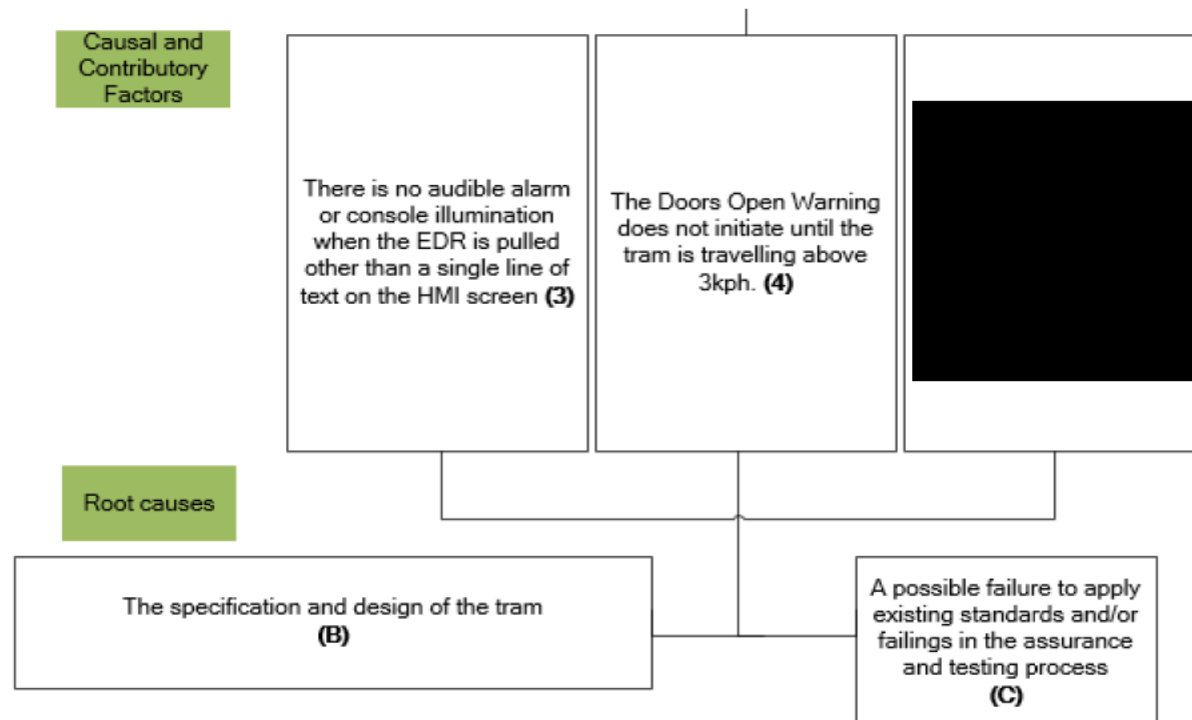 Causal and
Contributory
Factors
There is no audible alarm
or console illumination
when the EDR is pulled
other than a single line of
text on the HMI screen (3)
The Doors Open Warning
does not initiate until the
tram is travelling above
3kph. (4)
Root causes
The specification and design of the tram
(B)
A possible failure to apply
existing standards and/or
failings in the assurance
and testing process
(C)